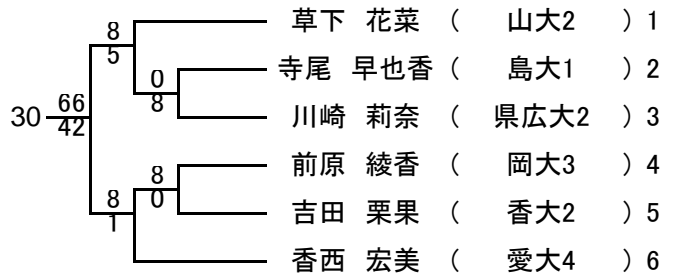 草下 花菜 ( 山大2 ) 1
8
5
寺尾 早也香 ( 島大1 ) 2
0
8
川崎 莉奈 ( 県広大2 ) 3
30
66
42
前原 綾香 ( 岡大3 ) 4
8
0
8
1
吉田 栗果 ( 香大2 ) 5
香西 宏美 ( 愛大4 ) 6